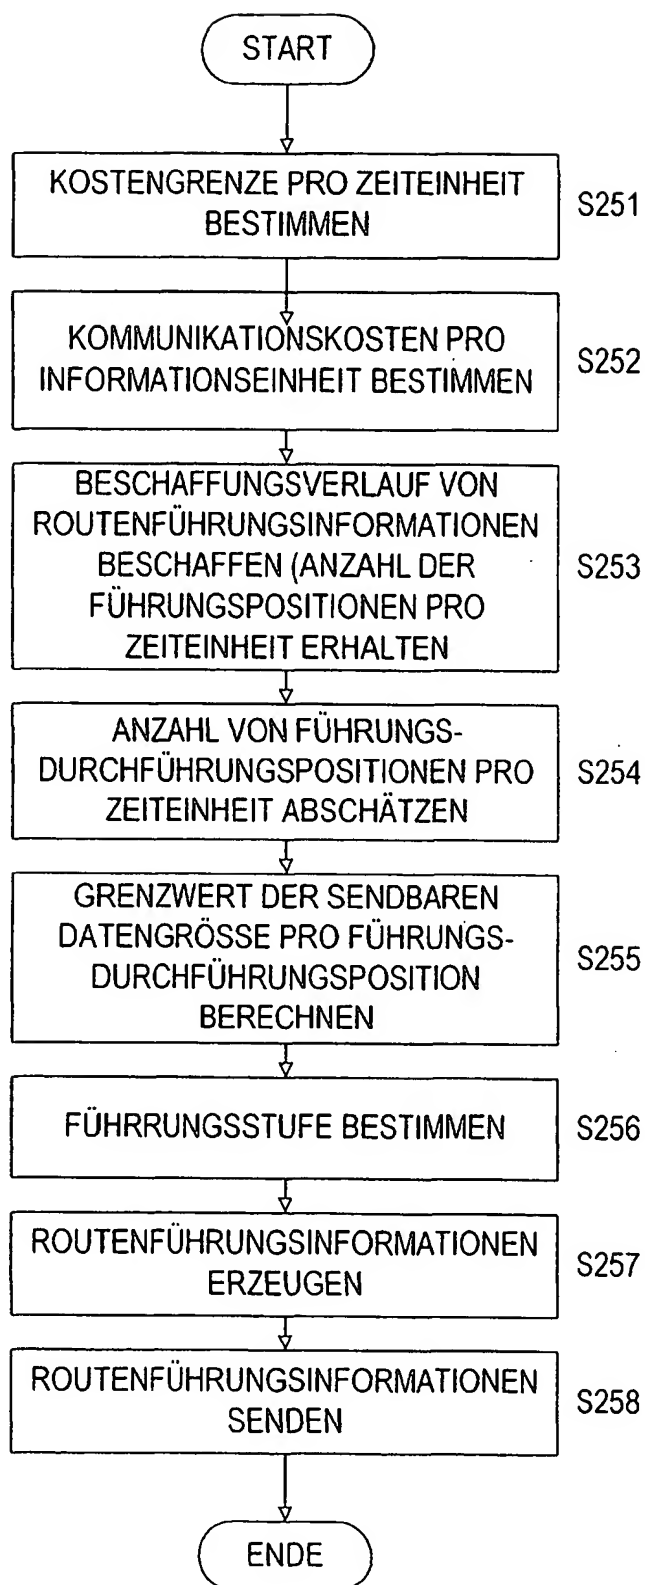 START
KOSTENGRENZE PRO ZEITEINHEIT
BESTIMMEN
S251
KOMMUNIKATIONSKOSTEN PRO
INFORMATIONSEINHEIT BESTIMMEN
S252
BESCHAFFUNGSVERLAUF VON
ROUTENFÜHRUNGSINFORMATIONEN
BESCHAFFEN (ANZAHL DER
FÜHRUNGSPOSITIONEN PRO
ZEITEINHEIT ERHALTEN
S253
ANZAHL VON FÜHRUNGS-
DURCHFÜHRUNGSPOSITIONEN PRO
ZEITEINHEIT ABSCHÄTZEN
S254
GRENZWERT DER SENDBAREN
DATENGRÖSSE PRO FÜHRUNGS-
DURCHFÜHRUNGSPOSITION
BERECHNEN
S255
FÜHRRUNGSSTUFE BESTIMMEN
S256
ROUTENFÜHRUNGSINFORMATIONEN
ERZEUGEN
S257
ROUTENFÜHRUNGSINFORMATIONEN
SENDEN
S258
ENDE